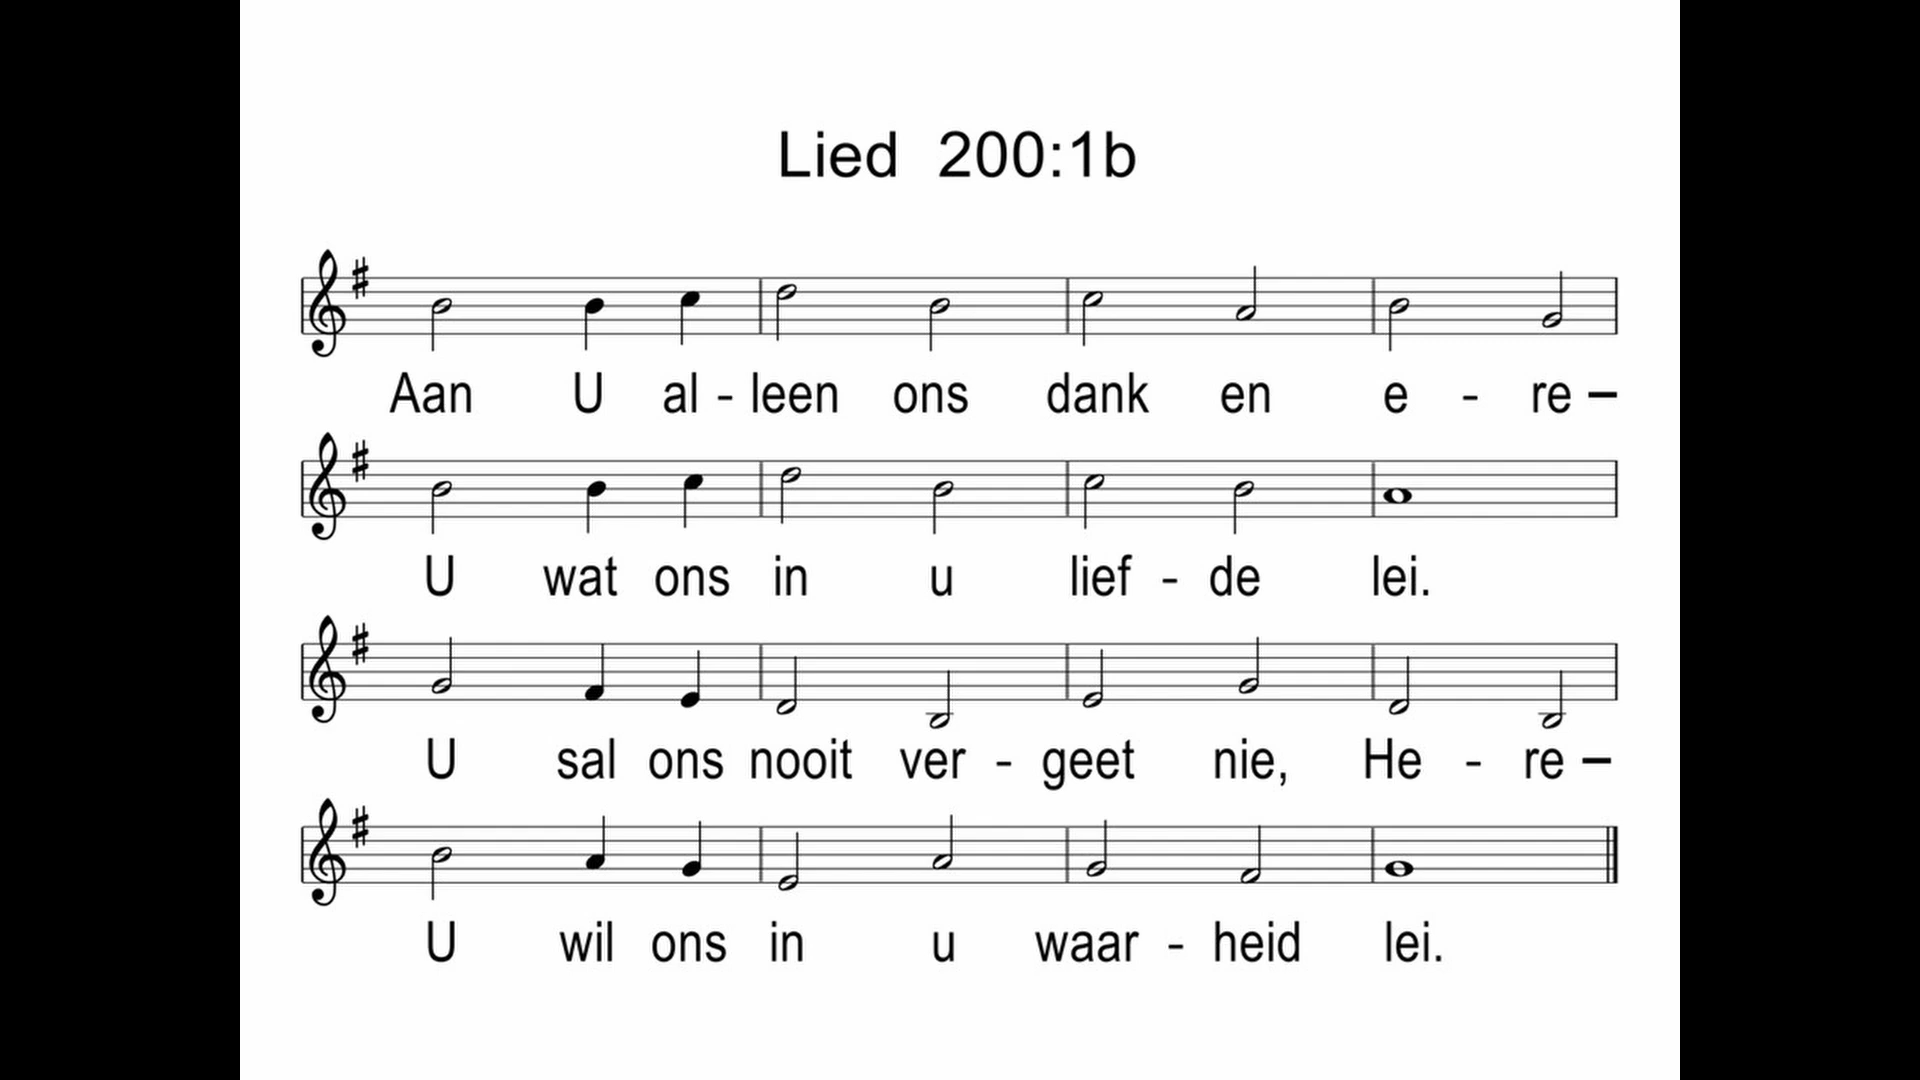 Lied 200:1b
Aan U al - leen ons dank en e - re –
U wat ons in u lief - de lei.
U sal ons nooit ver - geet nie, He - re –
U wil ons in u waar - heid lei.